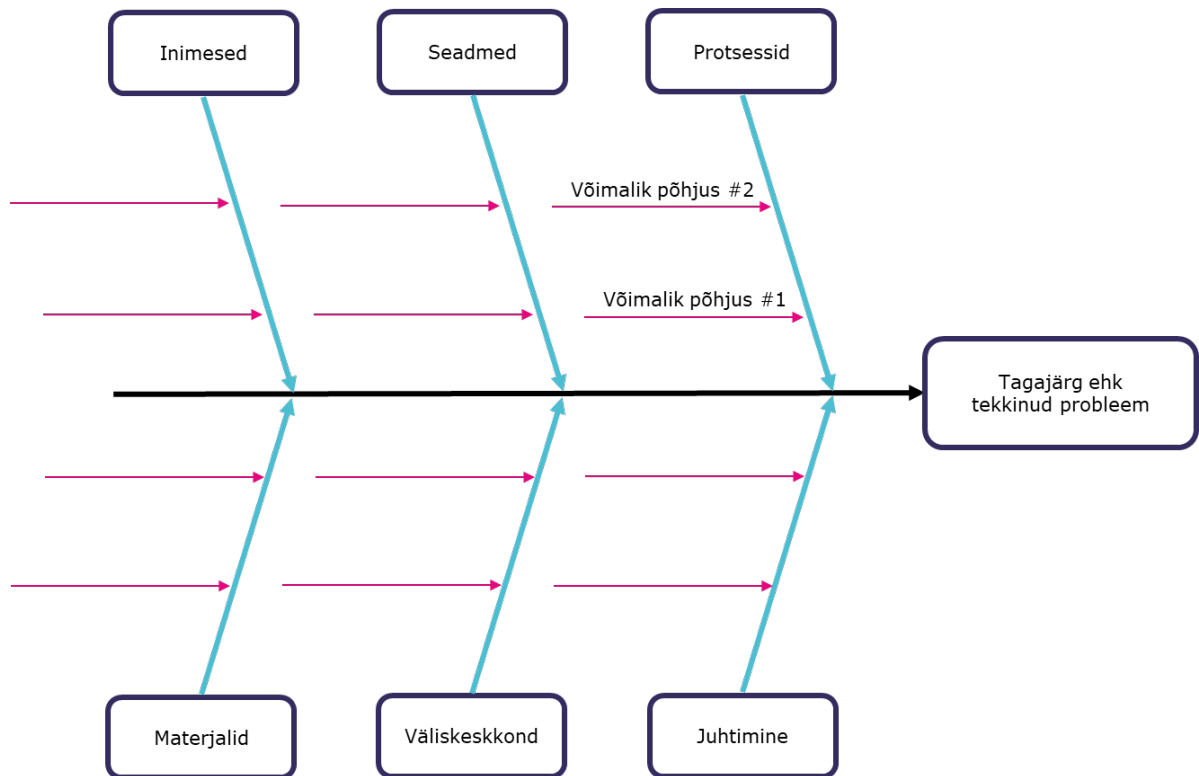 Inimesed
Seadmed
Protsessid
Võimalik põhjus #2
Võimalik põhjus #1
Tagajärg ehk
tekkinud probleem
Materjalid
Väliskeskkond
Juhtimine